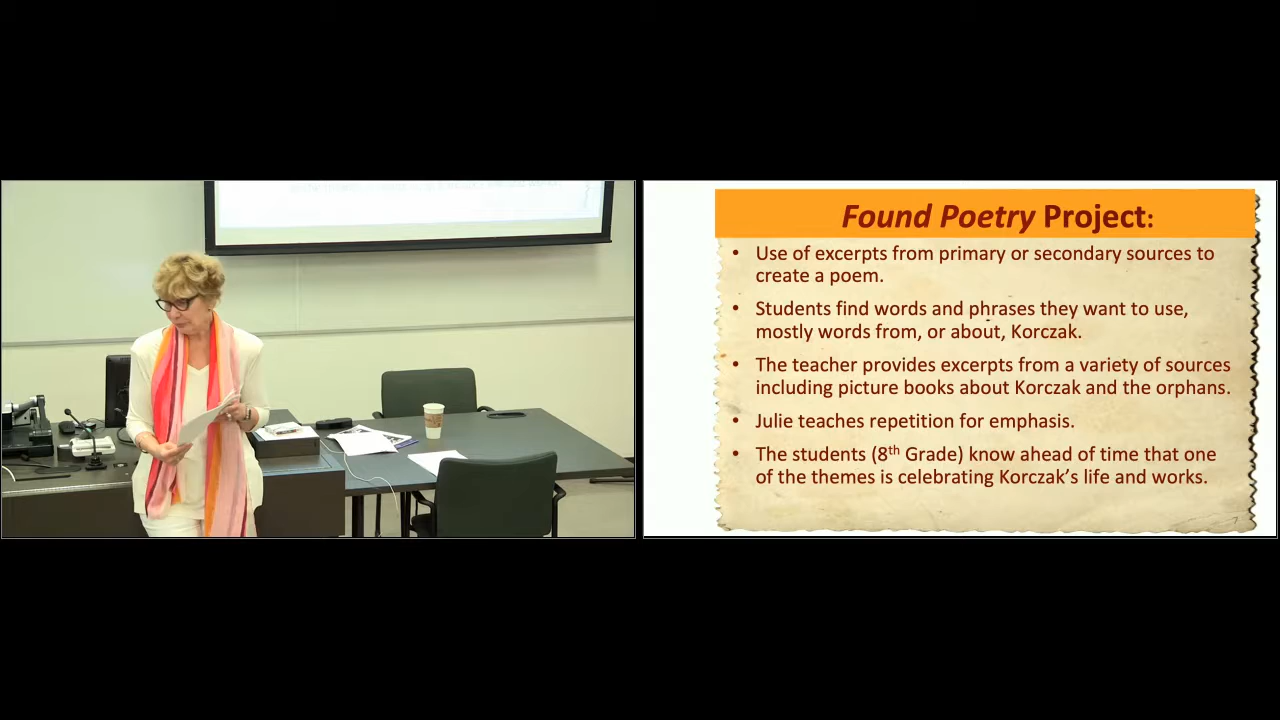 Found Poetry Project:
• Use of excerpts from primary or secondary sources to
create a poem.
• Students find words and phrases they want to use,
mostly words from, or about, Korczak.
• The teacher provides excerpts from a variety of sources
including picture books about Korczak and the orphans.
• Julie teaches repetition for emphasis.
• The students (8th Grade) know ahead of time that one
of the themes is celebrating Korczak's life and works.